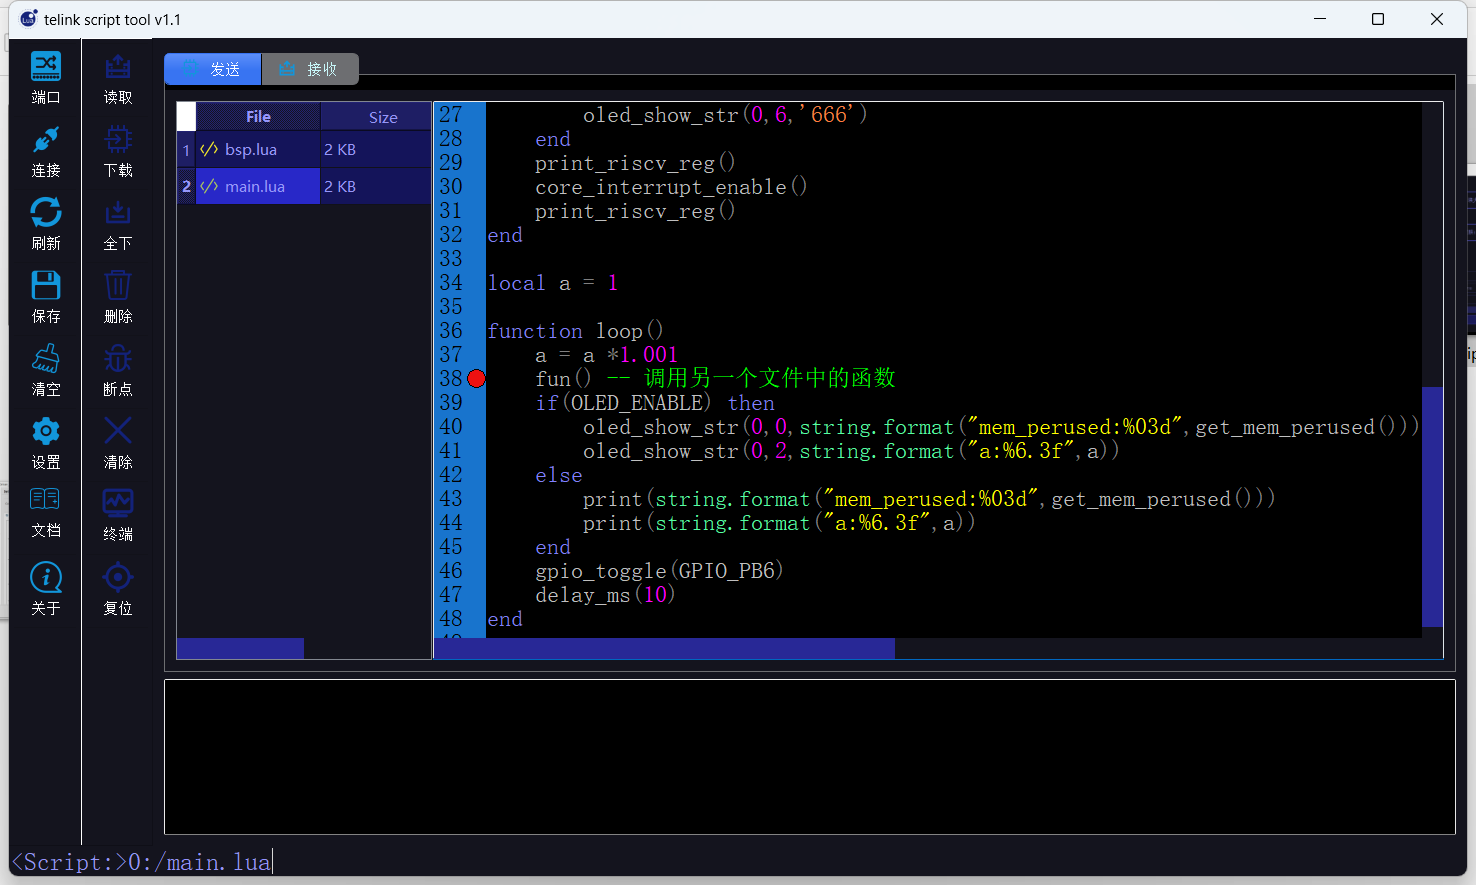 telink script tool v1.1
端口
读取
连接
下载
刷新
全下
保存
删除
清空
断点
设置
清除
文档
终端
关于
复位
发送
接收
File Size
1 bsp.lua 2 KB
2 main.lua 2 KB
27 oled_show_str(0,6,'666')
28 end
29 print_riscv_reg()
30 core_interrupt_enable()
31 print_riscv_reg()
32 end
33
34 local a = 1
35
36 function loop()
37 a = a *1.001
38 fun() -- 调用另一个文件中的函数
39 if(OLED_ENABLE) then
40 oled_show_str(0,0,string.format("mem_perused:%03d",get_mem_perused()))
41 oled_show_str(0,2,string.format("a:%6.3f",a))
42 else
43 print(string.format("mem_perused:%03d",get_mem_perused()))
44 print(string.format("a:%6.3f",a))
45 end
46 gpio_toggle(GPIO_PB6)
47 delay_ms(10)
48 end
<Script:>0:/main.lua